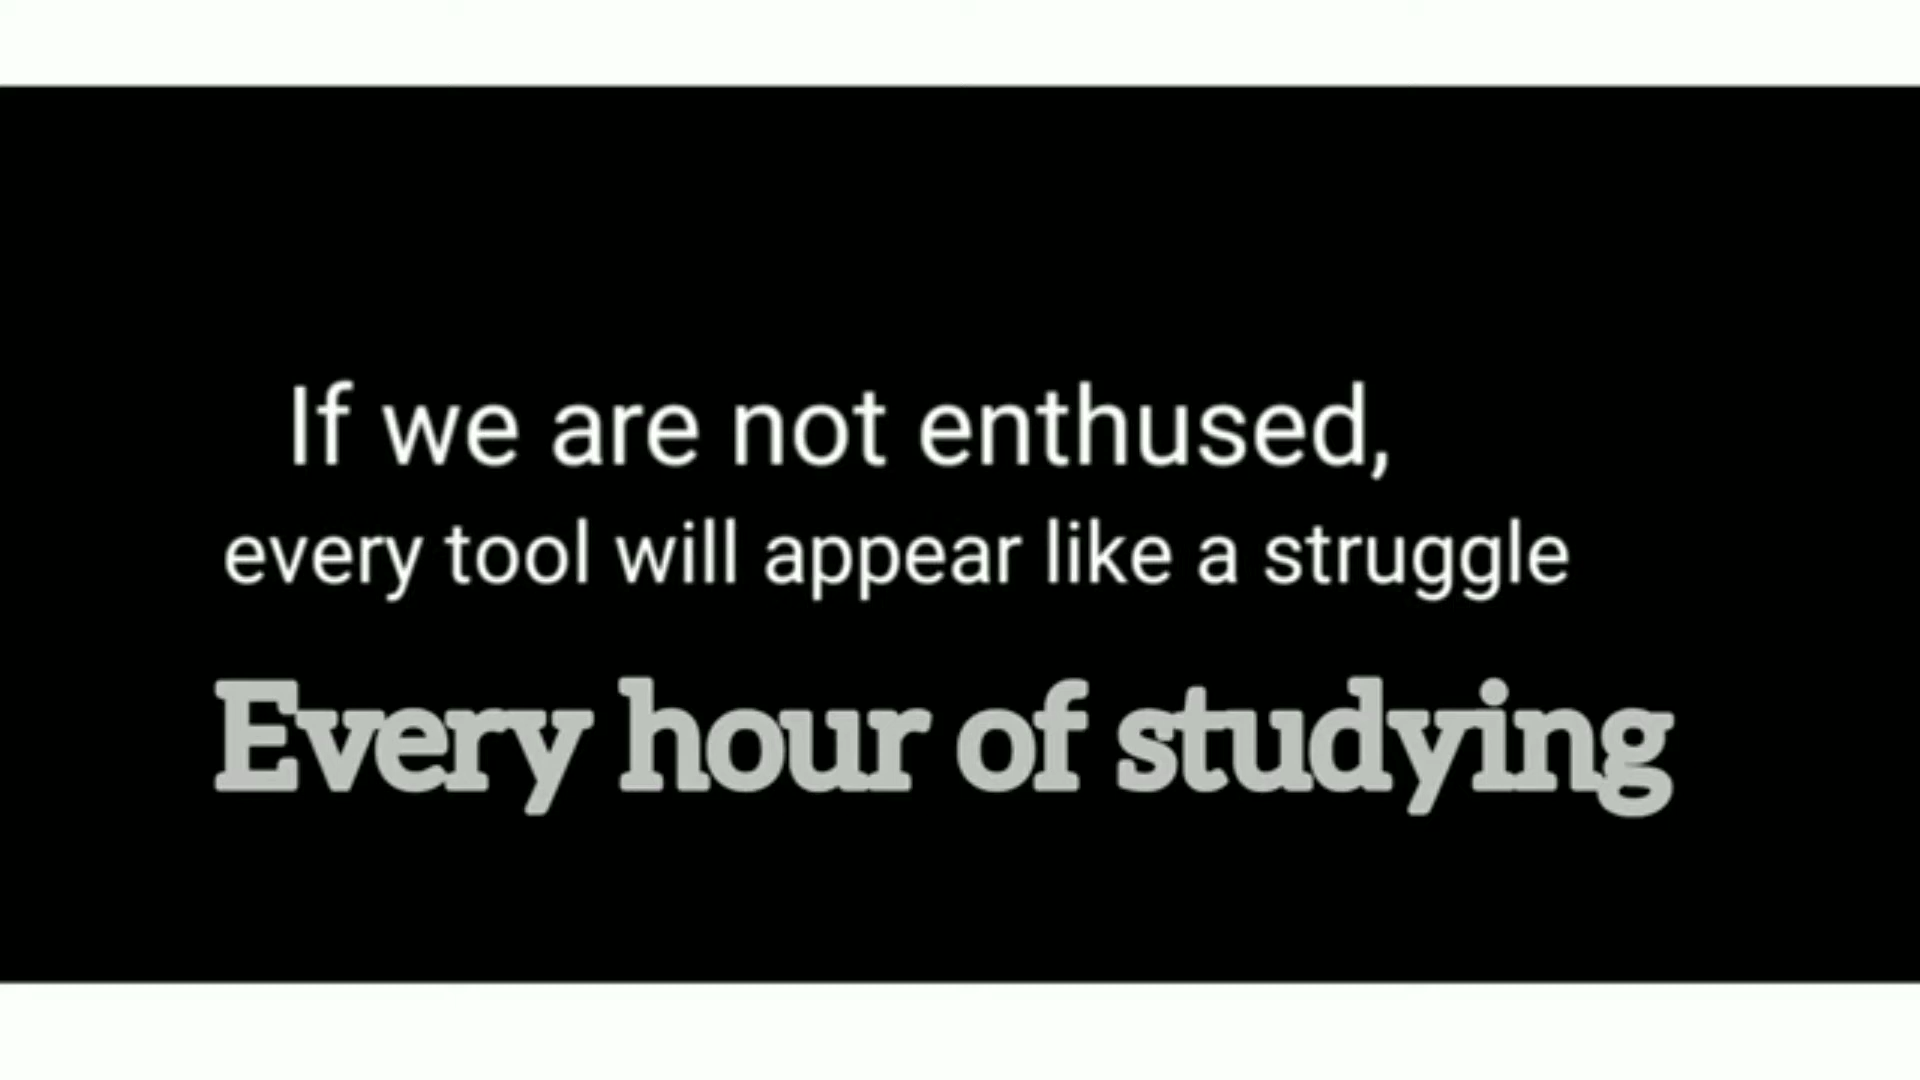 If we are not enthused,
every tool will appear like a struggle
Every hour of studying